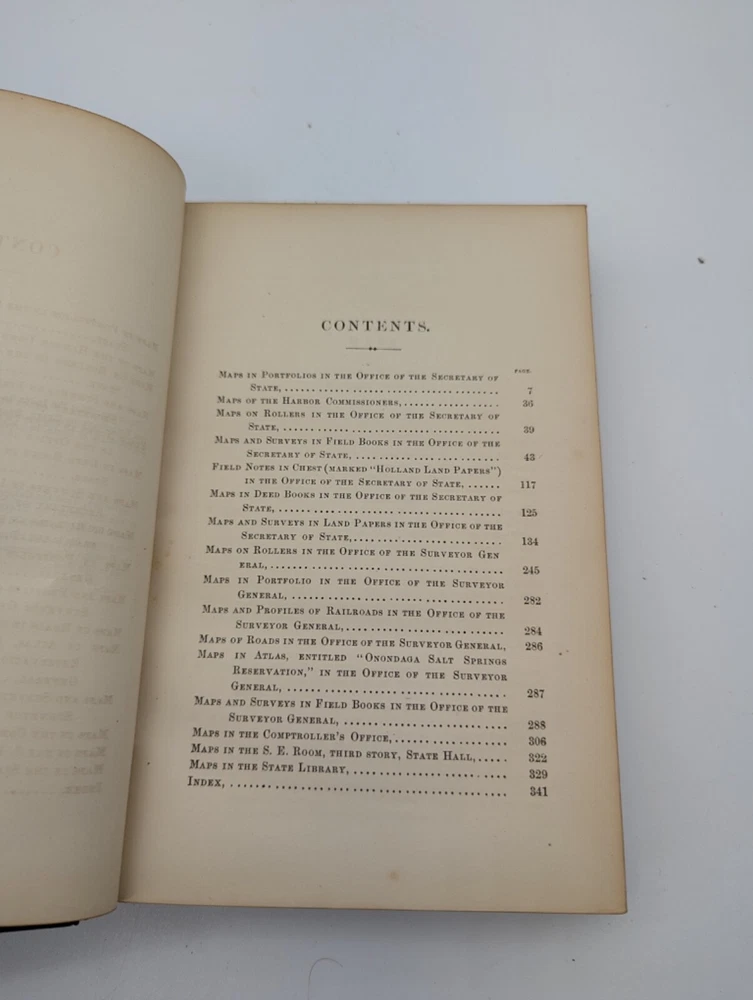 CONTENTS.
PAGE.
MAPS IN PORTFOLIOS IN THE OFFICE OF THE SECRETARY OF
STATE, ........................................ 7
MAPS OF THE HARBOR COMMISSIONERS, .................. 36
MAPS ON ROLLERS IN THE OFFICE OF THE SECRETARY OF
STATE, ........................................ 39
MAPS AND SURVEYS IN FIELD BOOKS IN THE OFFICE OF THE
SECRETARY OF STATE, ........................... 43
FIELD NOTES IN CHEST (MARKED "HOLLAND LAND PAPERS")
IN THE OFFICE OF THE SECRETARY OF STATE, ...... 117
MAPS IN DEED BOOKS IN THE OFFICE OF THE SECRETARY OF
STATE, ........................................ 125
MAPS AND SURVEYS IN LAND PAPERS IN THE OFFICE OF THE
SECRETARY OF STATE, ........................... 134
MAPS ON ROLLERS IN THE OFFICE OF THE SURVEYOR GEN
ERAL, ......................................... 245
MAPS IN PORTFOLIO IN THE OFFICE OF THE SURVEYOR
GENERAL, ...................................... 282
MAPS AND PROFILES OF RAILROADS IN THE OFFICE OF THE
SURVEYOR GENERAL, ............................. 284
MAPS OF ROADS IN THE OFFICE OF THE SURVEYOR GENERAL, 286
MAPS IN ATLAS, ENTITLED "ONONDAGA SALT SPRINGS
RESERVATION," IN THE OFFICE OF THE SURVEYOR
GENERAL, ...................................... 287
MAPS AND SURVEYS IN FIELD BOOKS IN THE OFFICE OF THE
SURVEYOR GENERAL, ............................. 288
MAPS IN THE COMPTROLLER'S OFFICE, .................. 306
MAPS IN THE S. E. ROOM, THIRD STORY, STATE HALL, ..... 322
MAPS IN THE STATE LIBRARY, ......................... 329
INDEX, ............................................. 341